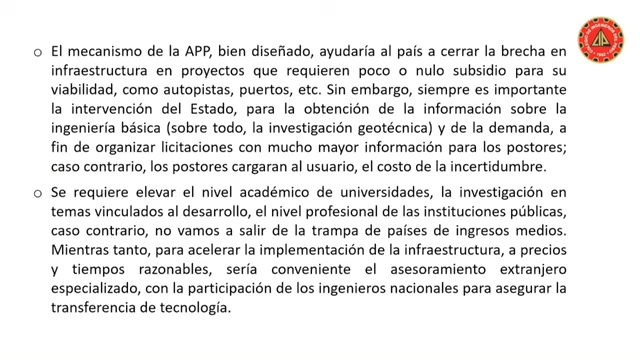 ○ El mecanismo de la APP, bien diseñado, ayudaría al país a cerrar la brecha en
infraestructura en proyectos que requieren poco o nulo subsidio para su
viabilidad, como autopistas, puertos, etc. Sin embargo, siempre es importante
la intervención del Estado, para la obtención de la información sobre la
ingeniería básica (sobre todo, la investigación geotécnica) y de la demanda, a
fin de organizar licitaciones con mucho mayor información para los postores;
caso contrario, los postores cargaran al usuario, el costo de la incertidumbre.
○ Se requiere elevar el nivel académico de universidades, la investigación en
temas vinculados al desarrollo, el nivel profesional de las instituciones públicas,
caso contrario, no vamos a salir de la trampa de países de ingresos medios.
Mientras tanto, para acelerar la implementación de la infraestructura, a precios
y tiempos razonables, sería conveniente el asesoramiento extranjero
especializado, con la participación de los ingenieros nacionales para asegurar la
transferencia de tecnología.